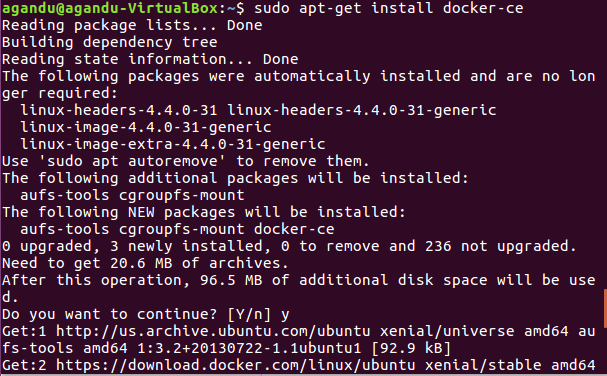 agandu@agandu-VirtualBox:~$ sudo apt-get install docker-ce
Reading package lists... Done
Building dependency tree
Reading state information... Done
The following packages were automatically installed and are no lon
ger required:
  linux-headers-4.4.0-31 linux-headers-4.4.0-31-generic
  linux-image-4.4.0-31-generic
  linux-image-extra-4.4.0-31-generic
Use 'sudo apt autoremove' to remove them.
The following additional packages will be installed:
  aufs-tools cgroupfs-mount
The following NEW packages will be installed:
  aufs-tools cgroupfs-mount docker-ce
0 upgraded, 3 newly installed, 0 to remove and 236 not upgraded.
Need to get 20.6 MB of archives.
After this operation, 96.5 MB of additional disk space will be use
d.
Do you want to continue? [Y/n] y
Get:1 http://us.archive.ubuntu.com/ubuntu xenial/universe amd64 au
fs-tools amd64 1:3.2+20130722-1.1ubuntu1 [92.9 kB]
Get:2 https://download.docker.com/linux/ubuntu xenial/stable amd64